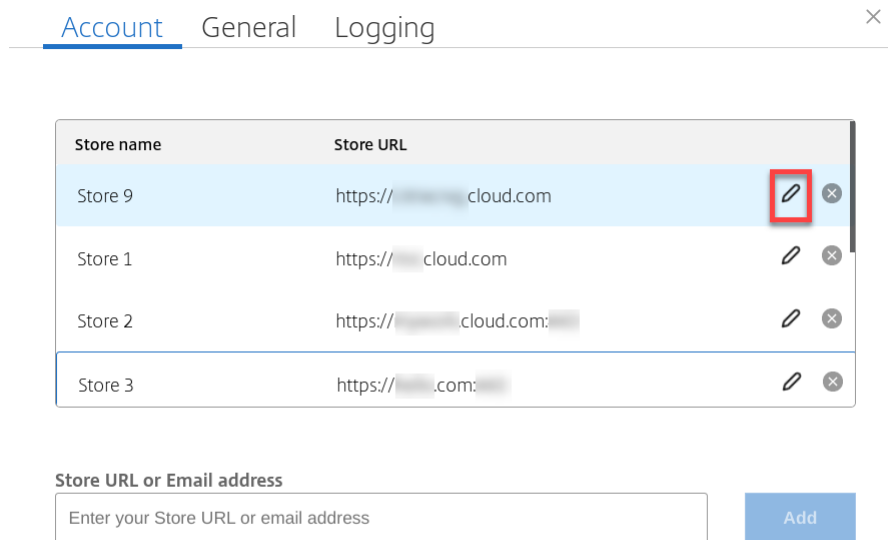 Account General Logging
Store name Store URL
Store 9 https:// cloud.com
Store 1 https:// cloud.com
Store 2 https:// .cloud.com:
Store 3 https:// .com:
Store URL or Email address
Enter your Store URL or email address Add